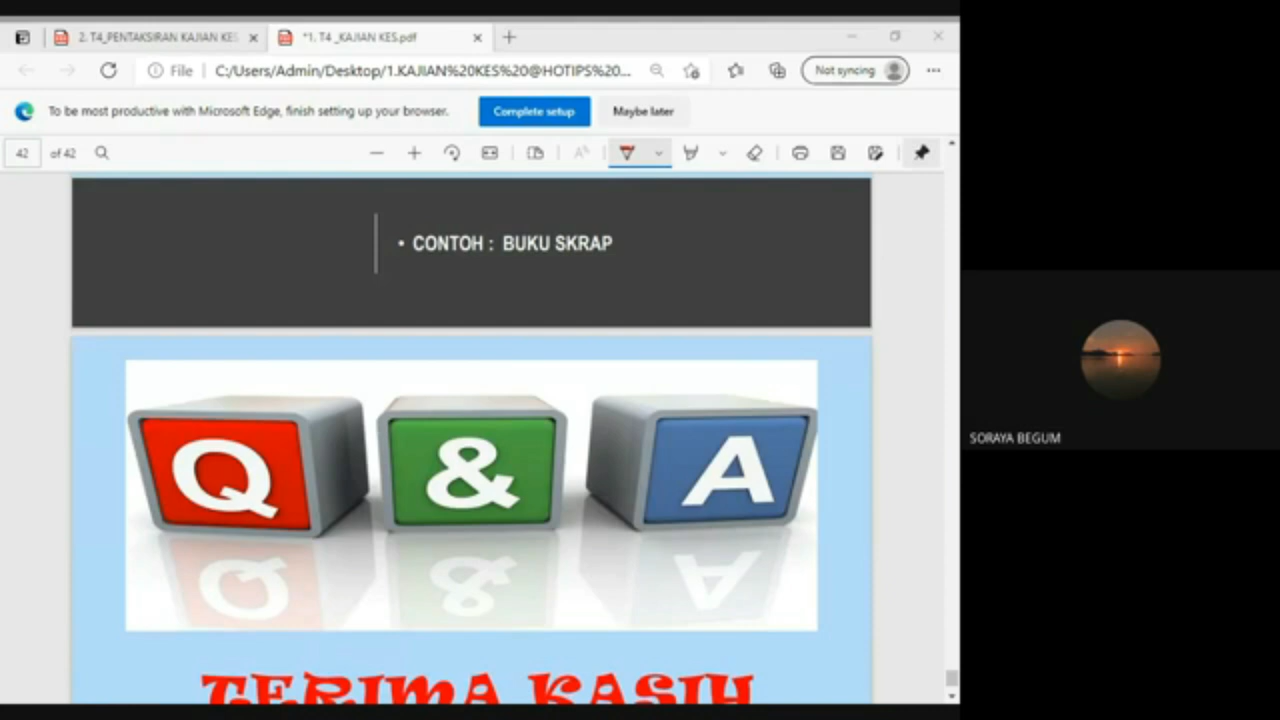 2. T4_PENTAKSIRAN KAJIAN KES
*1. T4 _KAJIAN KES.pdf
File
C:/Users/Admin/Desktop/1.KAJIAN%20KES%20@HOTIPS%20...
Not syncing
To be most productive with Microsoft Edge, finish setting up your browser.
Complete setup
Maybe later
42 of 42
• CONTOH : BUKU SKRAP
Q & A
TERIMA KASIH
SORAYA BEGUM